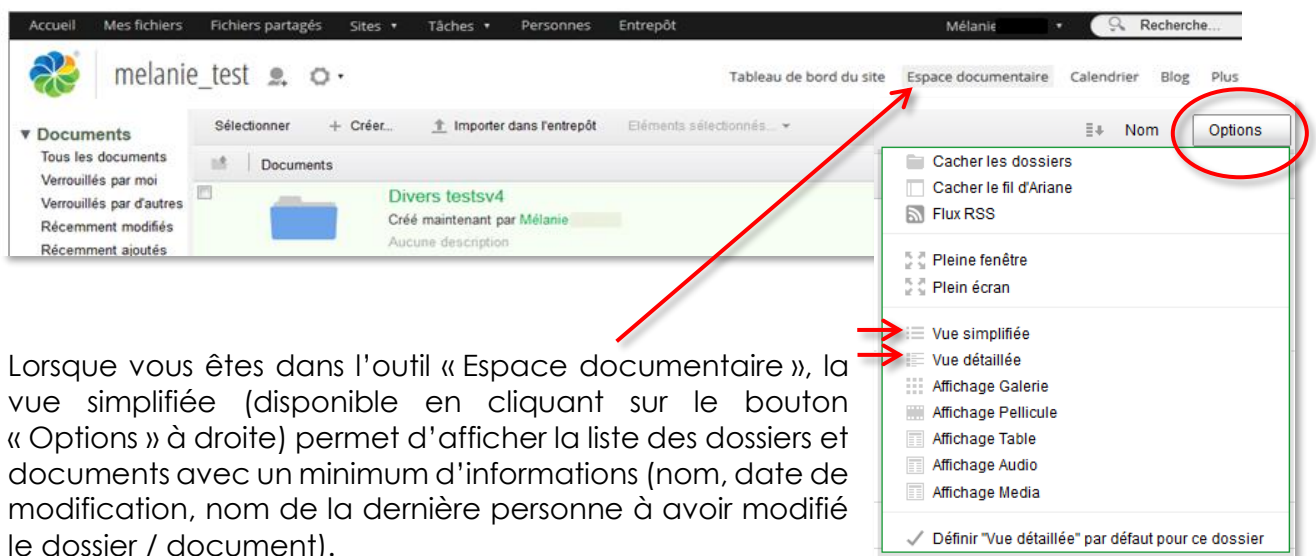 Accueil Mes fichiers Fichiers partagés Sites Tâches Personnes Entrepôt Mélanie Recherche...
melanie_test Tableau de bord du site Espace documentaire Calendrier Blog Plus
Documents
Tous les documents
Verrouillés par moi
Verrouillés par d'autres
Récemment modifiés
Récemment ajoutés
Sélectionner + Créer... Importer dans l'entrepôt Eléments sélectionnés... Nom Options
Documents
Divers testsv4
Créé maintenant par Mélanie
Aucune description
Cacher les dossiers
Cacher le fil d'Ariane
Flux RSS
Pleine fenêtre
Plein écran
Vue simplifiée
Vue détaillée
Affichage Galerie
Affichage Pellicule
Affichage Table
Affichage Audio
Affichage Media
Définir "Vue détaillée" par défaut pour ce dossier
Lorsque vous êtes dans l'outil « Espace documentaire », la
vue simplifiée (disponible en cliquant sur le bouton
« Options » à droite) permet d'afficher la liste des dossiers et
documents avec un minimum d'informations (nom, date de
modification, nom de la dernière personne à avoir modifié
le dossier / document).